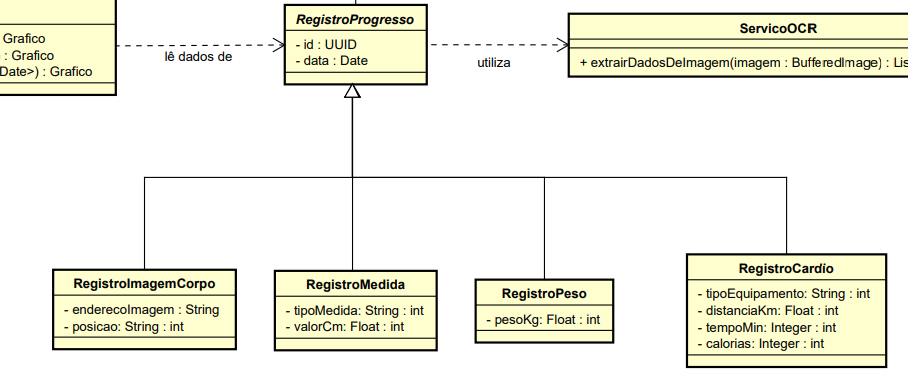 Grafico
: Grafico
Date>) : Grafico
lê dados de
RegistroProgresso
- id : UUID
- data : Date
utiliza
ServicoOCR
+ extrairDadosDeImagem(imagem : BufferedImage) : Lis
RegistroImagemCorpo
- enderecoImagem : String
- posicao: String : int
RegistroMedida
- tipoMedida: String : int
- valorCm: Float : int
RegistroPeso
- pesoKg: Float : int
RegistroCardio
- tipoEquipamento: String : int
- distanciaKm: Float : int
- tempoMin: Integer : int
- calorias: Integer : int